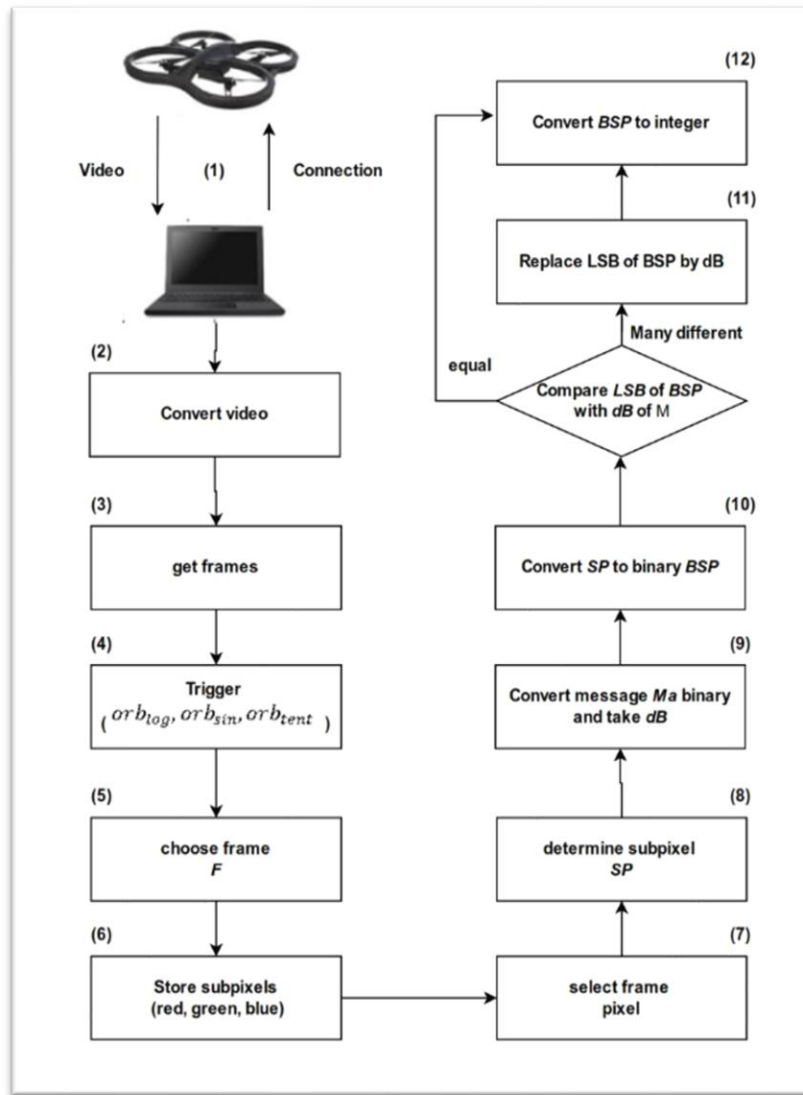 Video
(1)
Connection
(2)
Convert video
(3)
get frames
(4)
Trigger
( orb_log, orb_sin, orb_tent )
(5)
choose frame
F
(6)
Store subpixels
(red, green, blue)
(7)
select frame
pixel
(8)
determine subpixel
SP
(9)
Convert message Ma binary
and take dB
(10)
Convert SP to binary BSP
Compare LSB of BSP
with dB of M
equal
Many different
(11)
Replace LSB of BSP by dB
(12)
Convert BSP to integer